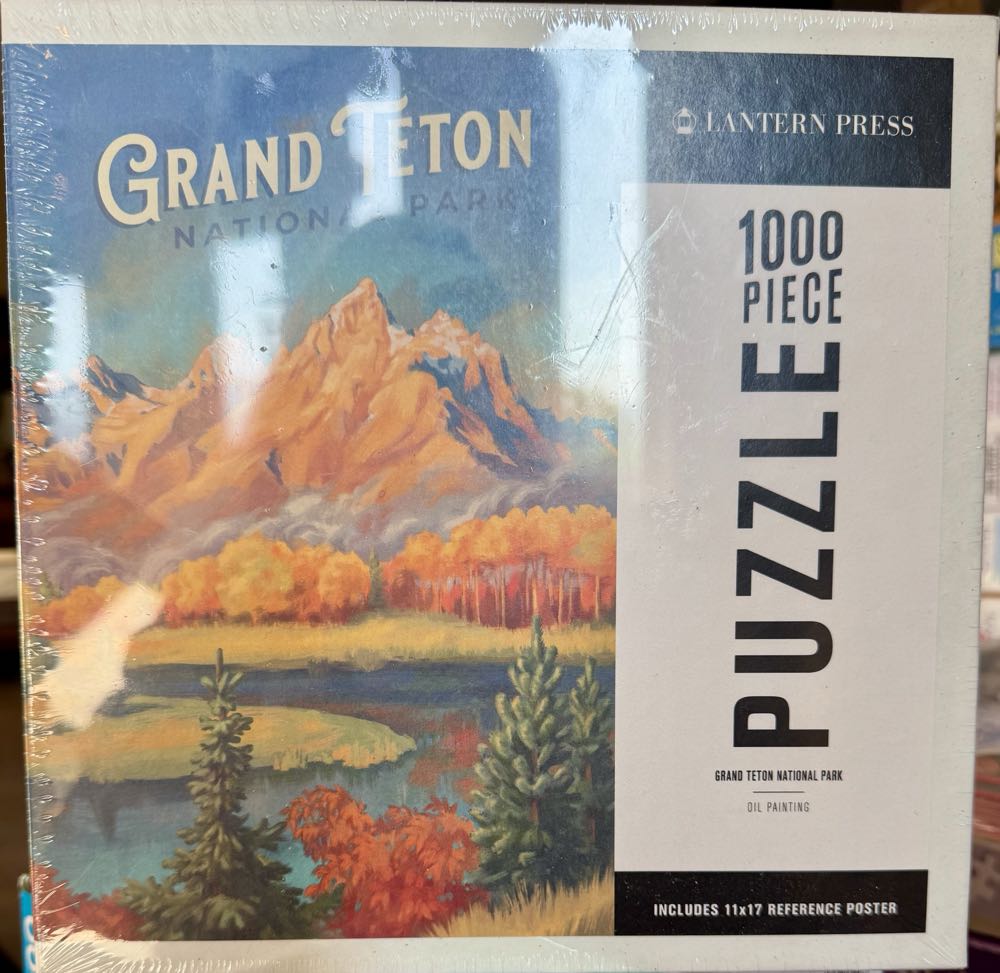 GRAND TETON
NATIONAL PARK
LANTERN PRESS
1000
PIECE
PUZZLE
GRAND TETON NATIONAL PARK
OIL PAINTING
INCLUDES 11x17 REFERENCE POSTER